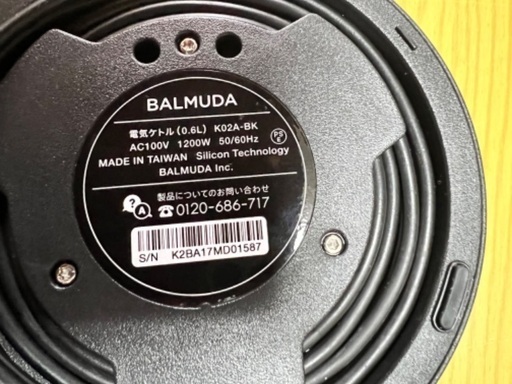 BALMUDA
電気ケトル(0.6L) K02A-BK
AC100V 1200W 50/60Hz
PS E
MADE IN TAIWAN Silicon Technology
BALMUDA Inc.
製品についてのお問い合わせ
?A ☎0120-686-717
S/N K2BA17MD01587